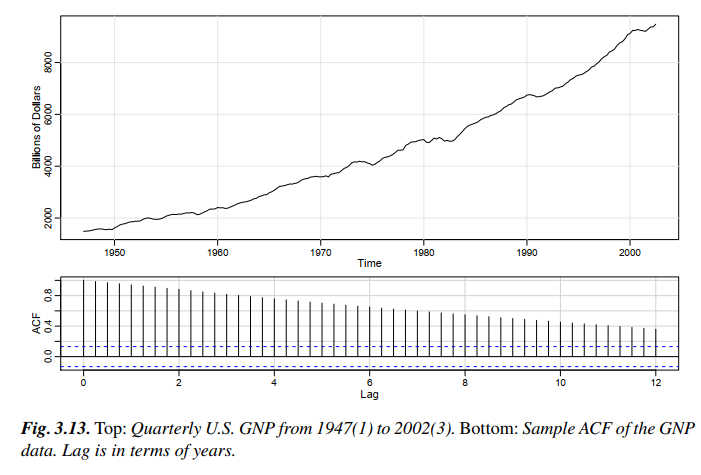 Billions of Dollars
8000
6000
4000
2000
1950 1960 1970 1980 1990 2000
Time
ACF
0.8
0.4
0.0
0 2 4 6 8 10 12
Lag
Fig. 3.13. Top: Quarterly U.S. GNP from 1947(1) to 2002(3). Bottom: Sample ACF of the GNP
data. Lag is in terms of years.